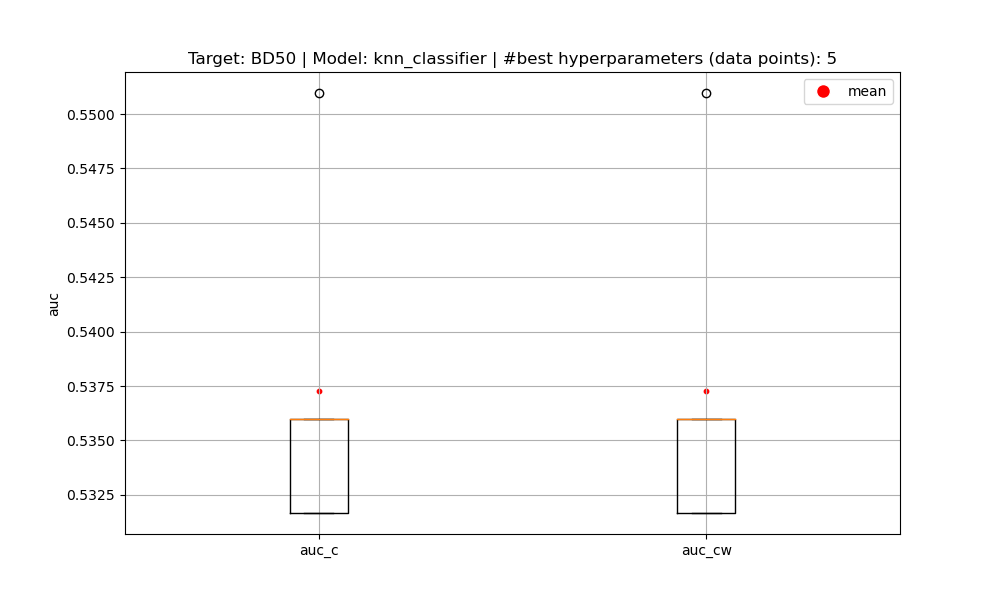 Target: BD50 | Model: knn_classifier | #best hyperparameters (data points): 5
mean
0.5500
0.5475
0.5450
0.5425
0.5400
0.5375
0.5350
0.5325
auc
auc_c
auc_cw